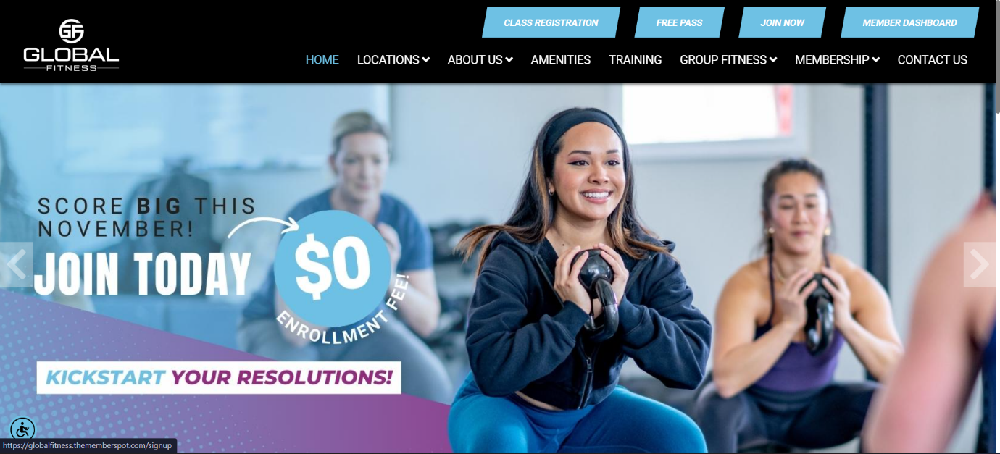 CLASS REGISTRATION
FREE PASS
JOIN NOW
MEMBER DASHBOARD
GF
GLOBAL
FITNESS
HOME
LOCATIONS
ABOUT US
AMENITIES
TRAINING
GROUP FITNESS
MEMBERSHIP
CONTACT US
SCORE BIG THIS
NOVEMBER!
JOIN TODAY
$0
ENROLLMENT FEE!
KICKSTART YOUR RESOLUTIONS!
https://globalfitness.thememberspot.com/signup